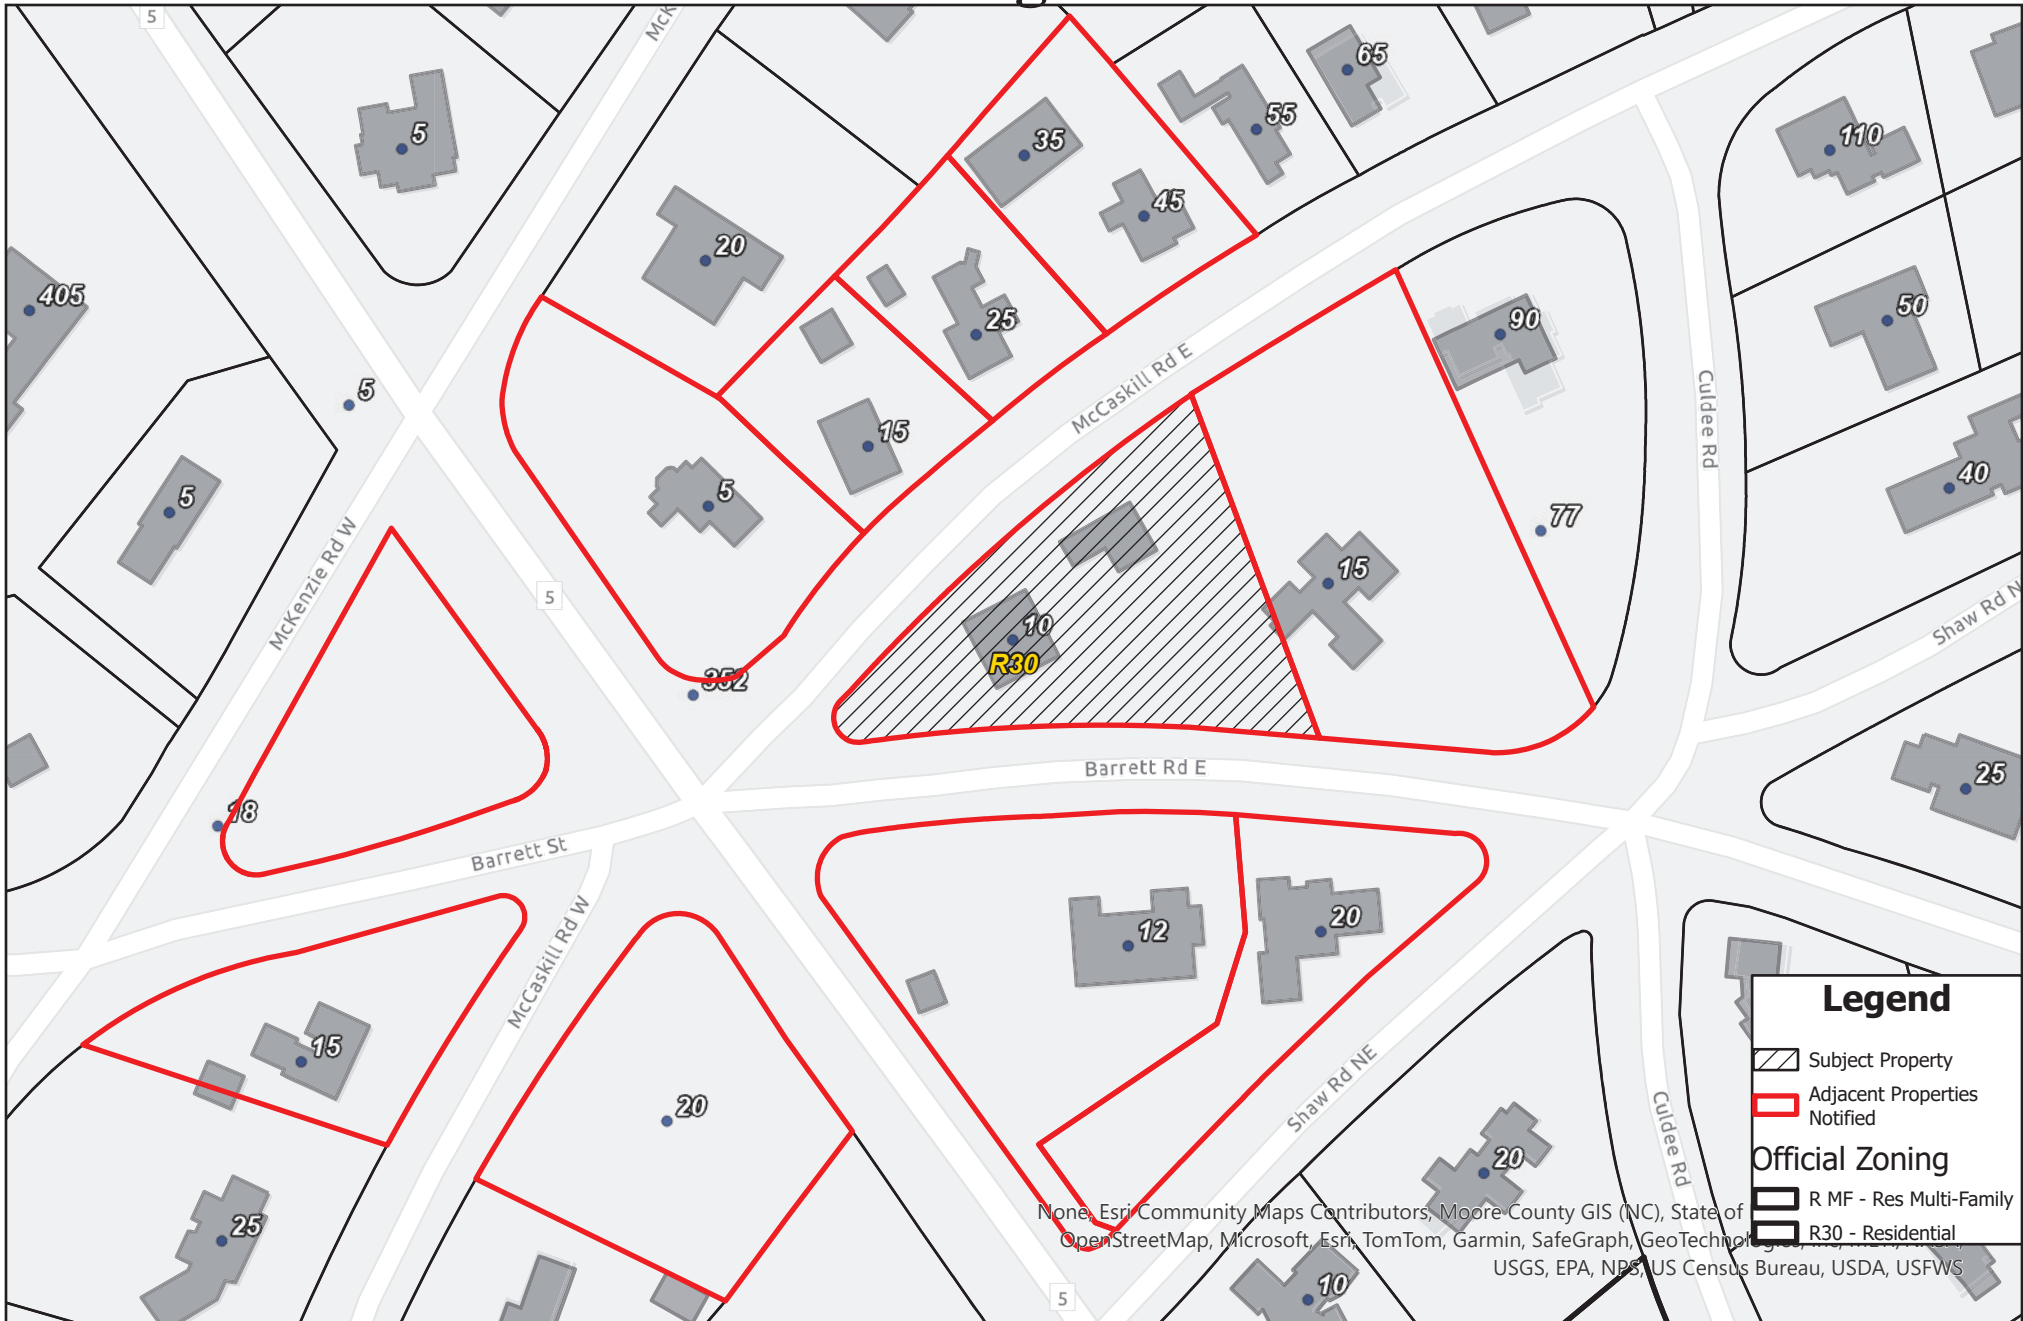 5
McK
65
5
55
35
110
45
20
405
25
90
50
McCaskill Rd E
5
Culdee Rd
15
40
5
5
77
McKenzie Rd W
15
5
Shaw Rd N
10
R30
352
Barrett Rd E
25
18
Barrett St
20
12
McCaskill Rd W
15
Shaw Rd NE
20
Culdee Rd
20
25
10
5
Legend
Subject Property
Adjacent Properties
Notified
Official Zoning
R MF - Res Multi-Family
R30 - Residential
None, Esri Community Maps Contributors, Moore County GIS (NC), State of
OpenStreetMap, Microsoft, Esri, TomTom, Garmin, SafeGraph, GeoTechnologies, Inc,
USGS, EPA, NPS, US Census Bureau, USDA, USFWS